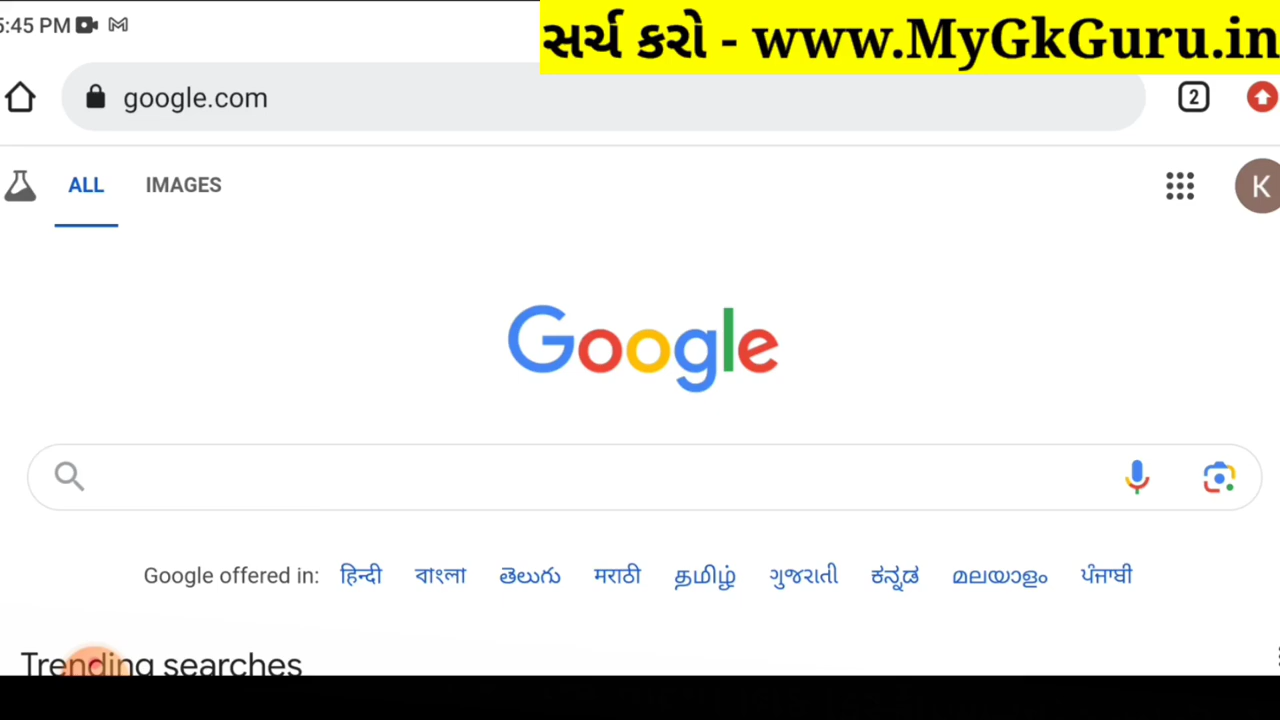 5:45 PM
સર્ચ કરો - www.MyGkGuru.in
google.com
2
ALL IMAGES
K
Google
Google offered in: हिन्दी বাংলা తెలుగు मराठी தமிழ் ગુજરાતી ಕನ್ನಡ മലയാളം ਪੰਜਾਬੀ
Trending searches